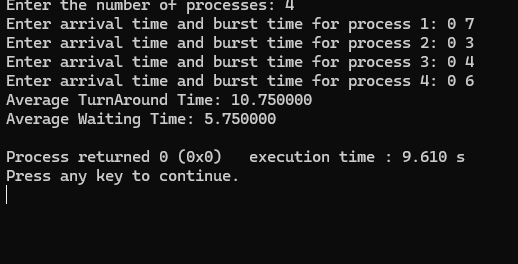 Enter the number of processes: 4
Enter arrival time and burst time for process 1: 0 7
Enter arrival time and burst time for process 2: 0 3
Enter arrival time and burst time for process 3: 0 4
Enter arrival time and burst time for process 4: 0 6
Average TurnAround Time: 10.750000
Average Waiting Time: 5.750000
Process returned 0 (0x0)   execution time : 9.610 s
Press any key to continue.